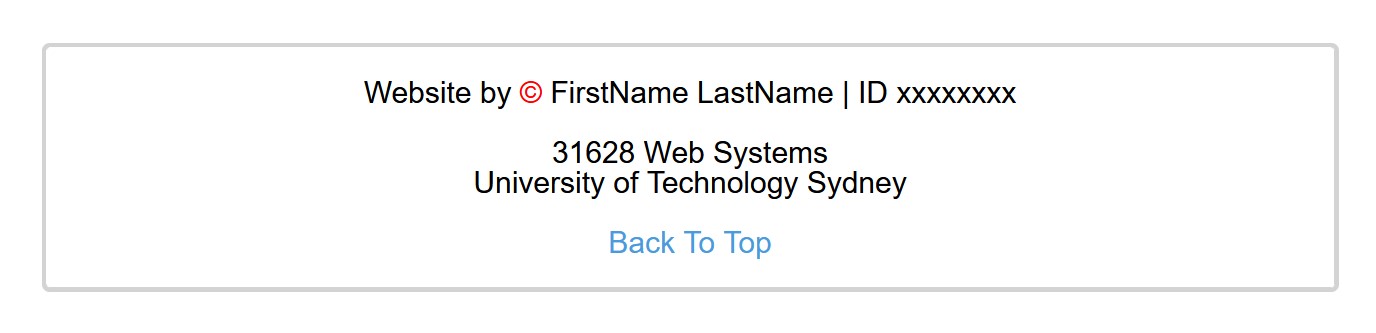 Website by © FirstName LastName | ID xxxxxxxx
31628 Web Systems
University of Technology Sydney
Back To Top